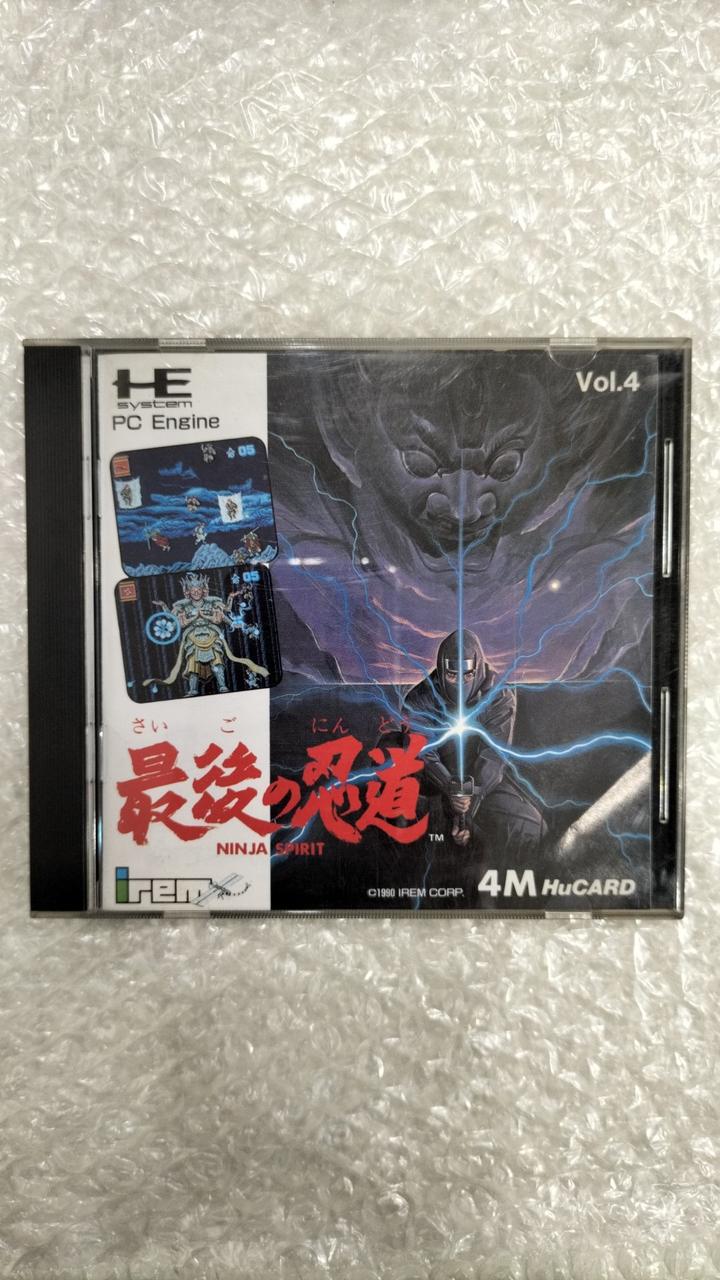 HE
system
PC Engine
Vol.4
05
05
さい ご にん どう
最後の忍道
TM
NINJA SPIRIT
irem
©1990 IREM CORP.
4M HuCARD